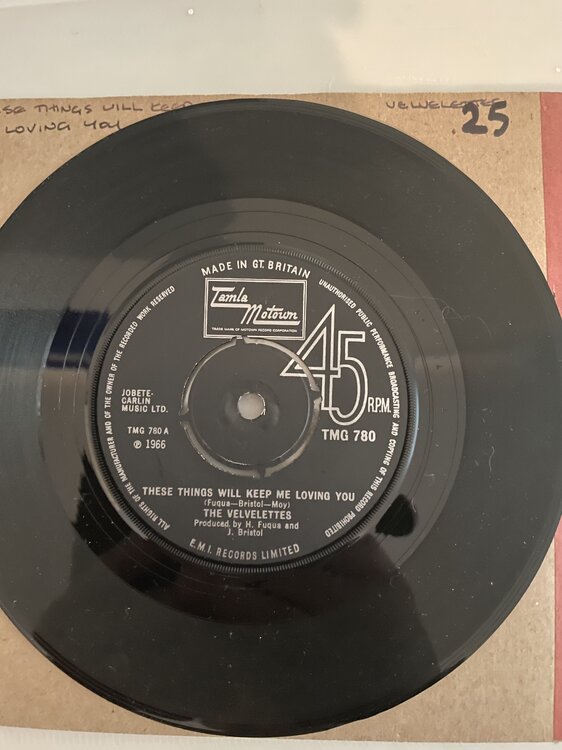 SE THINGS WILL KEEP
LOVING YOU
VELVELETTES
25
MADE IN GT. BRITAIN
Tamla
Motown
TRADE MARK OF MOTOWN RECORD CORPORATION
45
R.P.M.
JOBETE-
CARLIN
MUSIC LTD.
TMG 780
TMG 780 A
℗ 1966
THESE THINGS WILL KEEP ME LOVING YOU
(Fuqua—Bristol—Moy)
THE VELVELETTES
Produced by H. Fuqua and
J. Bristol
E.M.I. RECORDS LIMITED
ALL RIGHTS OF THE MANUFACTURER AND OF THE OWNER OF THE RECORDED WORK RESERVED
UNAUTHORISED PUBLIC PERFORMANCE BROADCASTING AND COPYING OF THIS RECORD PROHIBITED